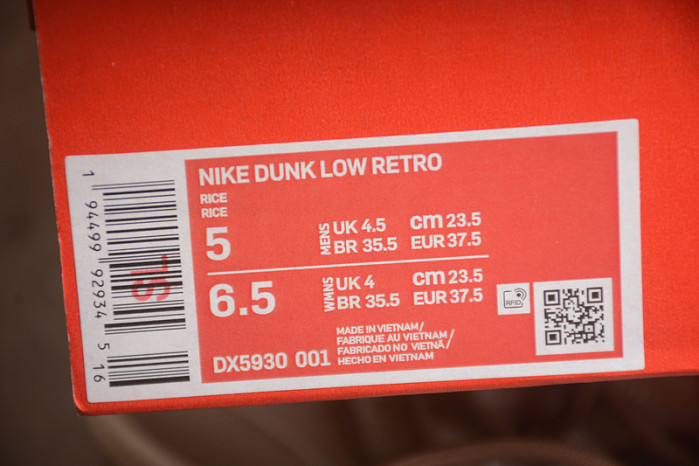 NIKE DUNK LOW RETRO
RICE
RICE
5
MENS
UK 4.5 cm 23.5
BR 35.5 EUR 37.5
6.5
WMNS
UK 4 cm 23.5
BR 35.5 EUR 37.5
RFID
MADE IN VIETNAM/
FABRIQUE AU VIETNAM/
FABRICADO NO VIETNÃ/
HECHO EN VIETNAM
DX5930 001
1 94499 92934 5 16